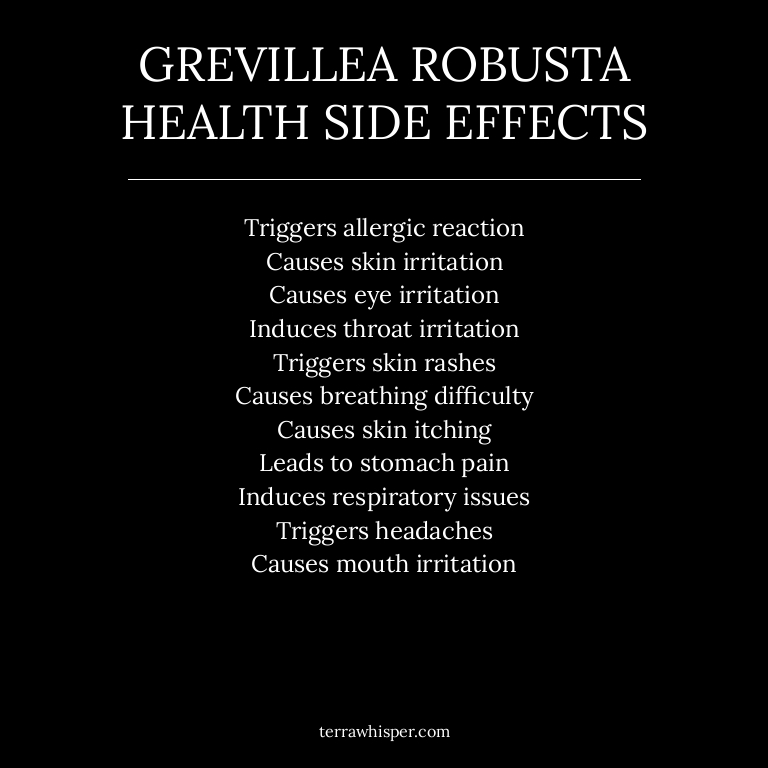 GREVILLEA ROBUSTA
HEALTH SIDE EFFECTS
Triggers allergic reaction
Causes skin irritation
Causes eye irritation
Induces throat irritation
Triggers skin rashes
Causes breathing difficulty
Causes skin itching
Leads to stomach pain
Induces respiratory issues
Triggers headaches
Causes mouth irritation
terrawhisper.com